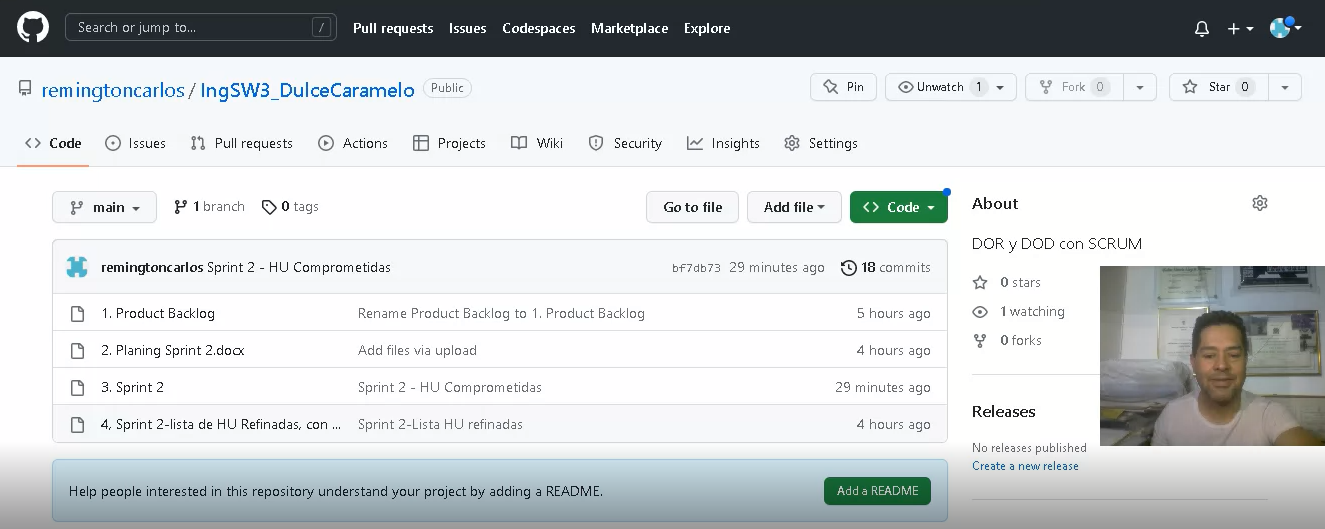 Search or jump to... /
Pull requests Issues Codespaces Marketplace Explore
remingtoncarlos / IngSW3_DulceCaramelo Public
Pin Unwatch 1 Fork 0 Star 0
Code Issues Pull requests Actions Projects Wiki Security Insights Settings
main 1 branch 0 tags Go to file Add file Code
remingtoncarlos Sprint 2 - HU Comprometidas bf7db73 29 minutes ago 18 commits
1. Product Backlog Rename Product Backlog to 1. Product Backlog 5 hours ago
2. Planing Sprint 2.docx Add files via upload 4 hours ago
3. Sprint 2 Sprint 2 - HU Comprometidas 29 minutes ago
4, Sprint 2-lista de HU Refinadas, con ... Sprint 2-Lista HU refinadas 4 hours ago
Help people interested in this repository understand your project by adding a README. Add a README
About
DOR y DOD con SCRUM
0 stars
1 watching
0 forks
Releases
No releases published
Create a new release